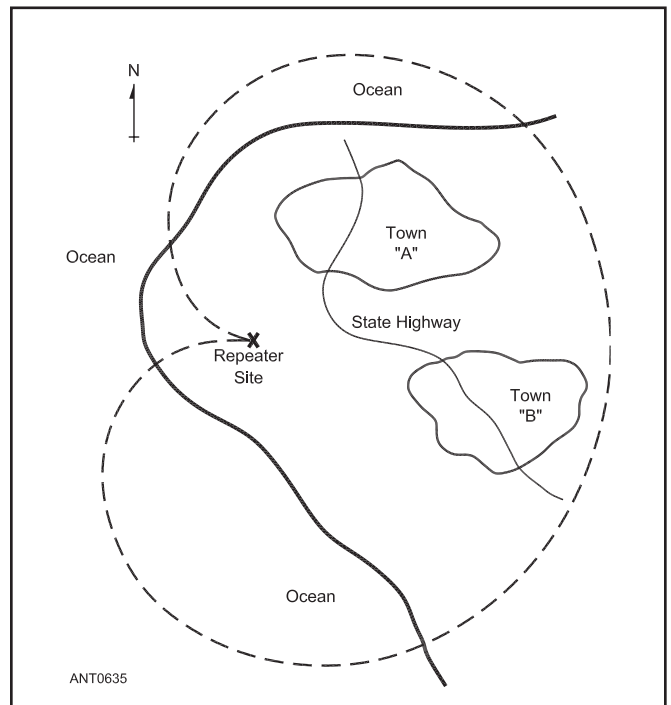 N
Ocean
Town
"A"
Ocean
State Highway
Repeater
Site
Town
"B"
Ocean
ANT0635